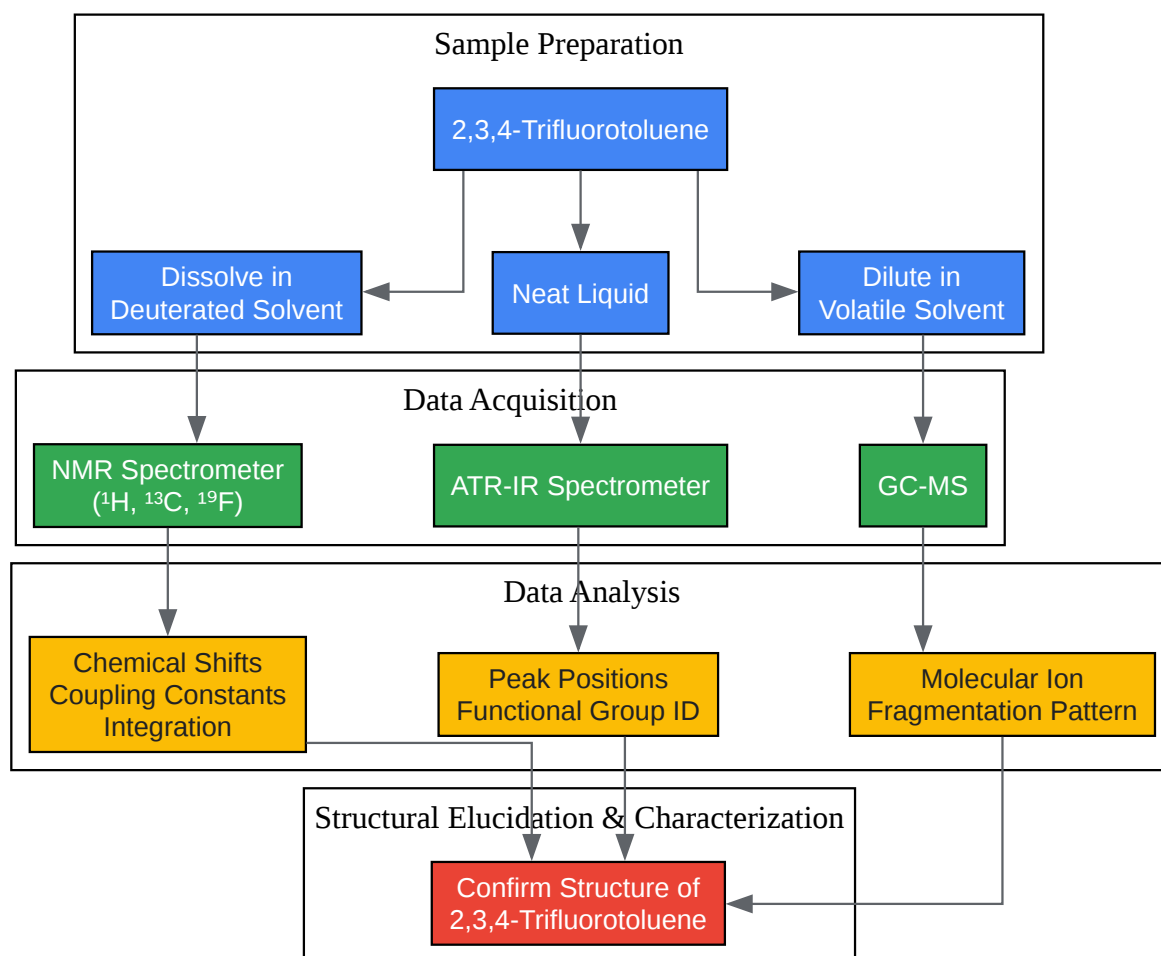 Sample Preparation
2,3,4-Trifluorotoluene
Dissolve in
Deuterated Solvent
Neat Liquid
Dilute in
Volatile Solvent
Data Acquisition
NMR Spectrometer
(¹H, ¹³C, ¹⁹F)
ATR-IR Spectrometer
GC-MS
Data Analysis
Chemical Shifts
Coupling Constants
Integration
Peak Positions
Functional Group ID
Molecular Ion
Fragmentation Pattern
Structural Elucidation & Characterization
Confirm Structure of
2,3,4-Trifluorotoluene